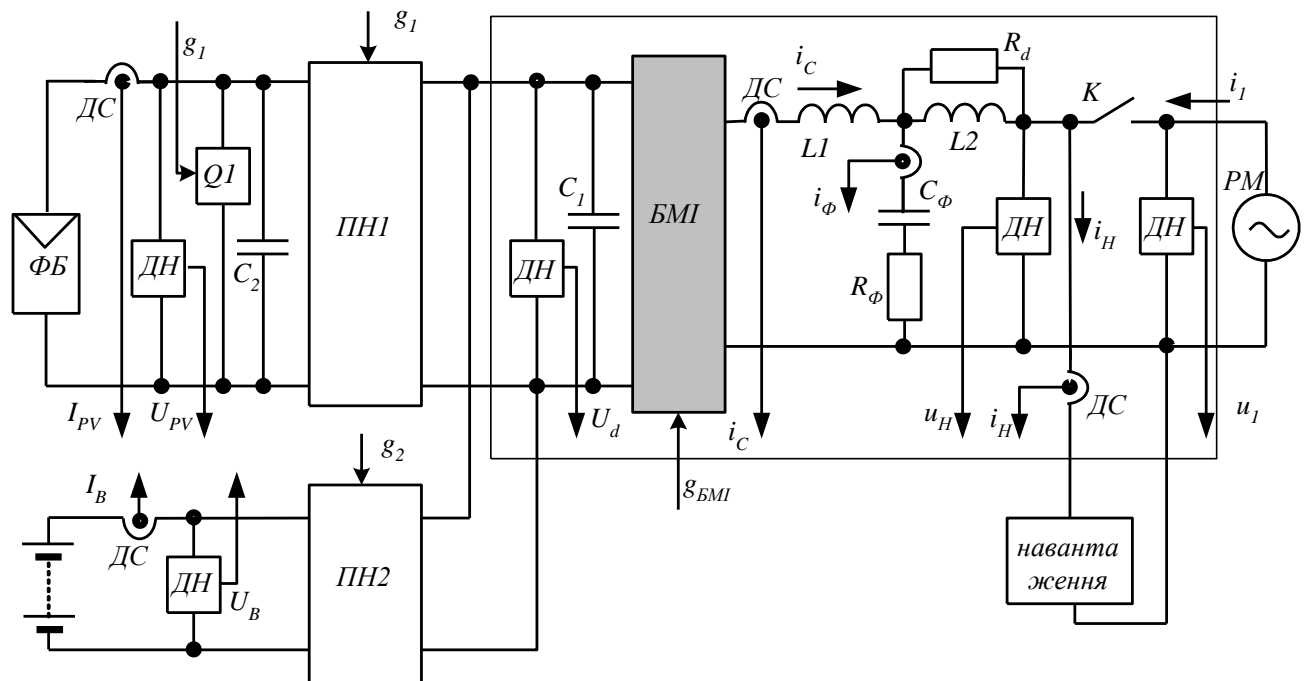 g1
g1
ДС
Q1
ФБ
ДН
C2
ПН1
IPV
UPV
C1
ДН
Ud
БМІ
gБМІ
ДС
iC
L1
iC
Rd
L2
iФ
CФ
RФ
K
i1
ДН
uН
iН
iН
ДС
ДН
u1
РМ
наванта
ження
g2
IB
ДС
ДН
UB
ПН2